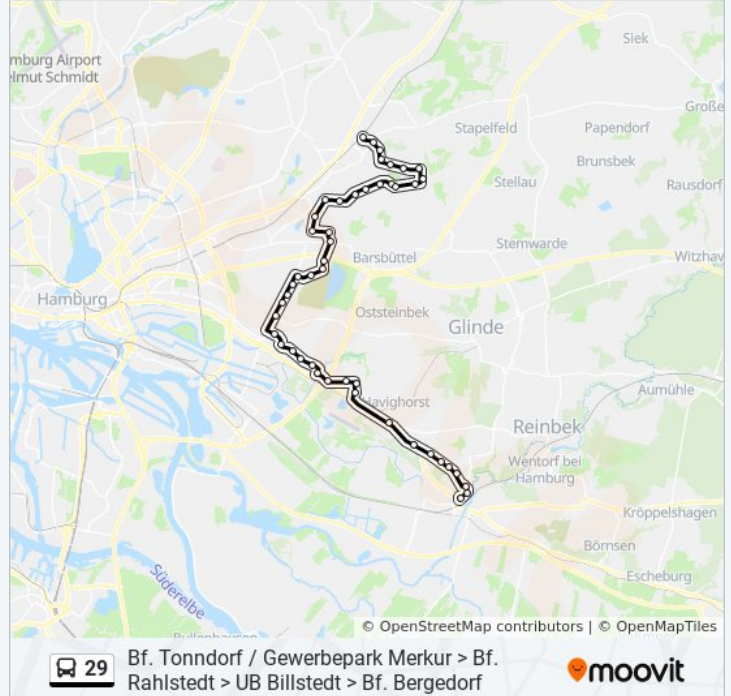 Siek
mburg Airport
elmut Schmidt
Große
Stapelfeld
Papendorf
Brunsbek
Stellau
Rausdorf
Stemwarde
Barsbüttel
Witzhav
Hamburg
Oststeinbek
Glinde
Aumühle
Havighorst
Reinbek
Wentorf bei
Hamburg
Kröppelshagen
Börnsen
Süderelbe
Escheburg
© OpenStreetMap contributors | © OpenMapTiles
29
Bf. Tonndorf / Gewerbepark Merkur > Bf.
Rahlstedt > UB Billstedt > Bf. Bergedorf
moovit